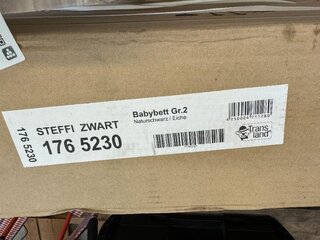 176 5230
STEFFI ZWART
176 5230
Babybett Gr.2
Naturschwarz / Eiche
Trans
land